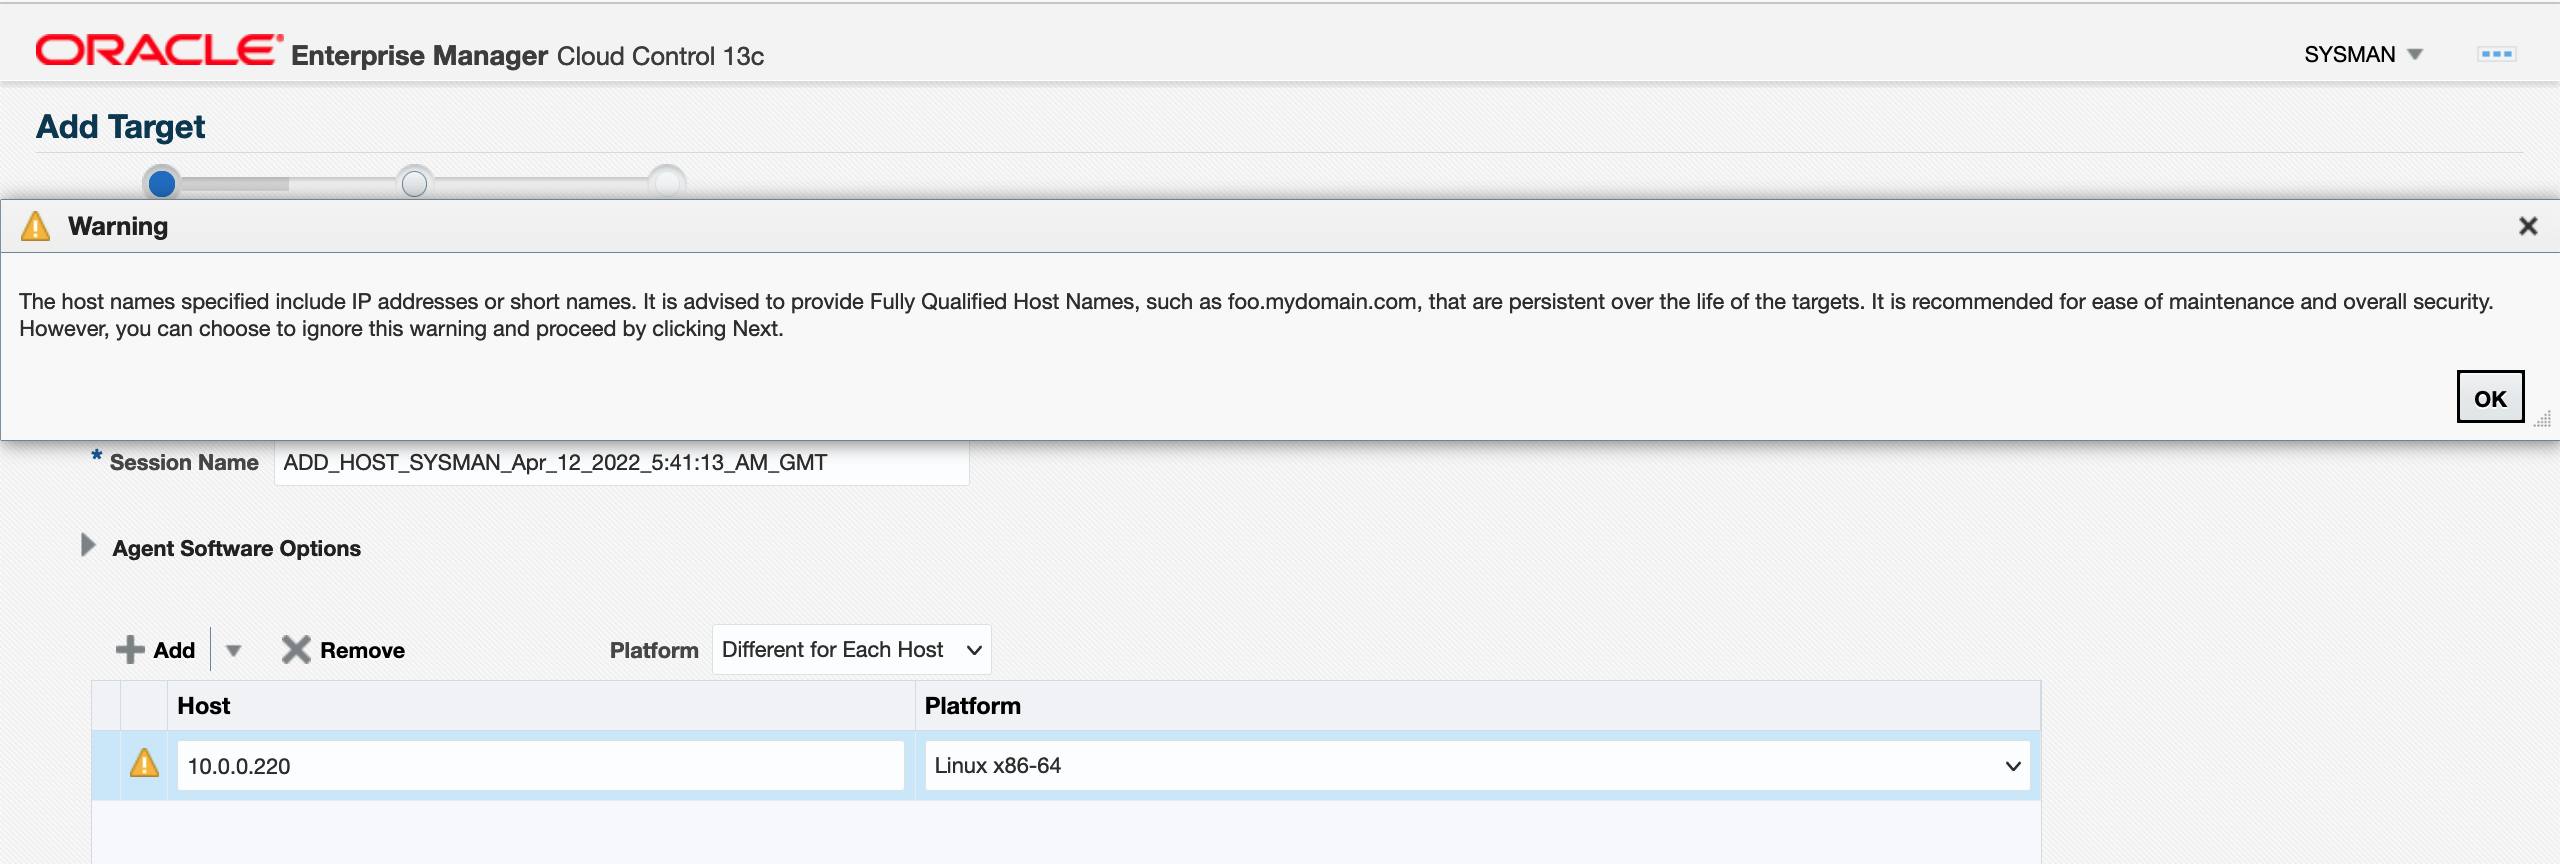 ORACLE Enterprise Manager Cloud Control 13c
SYSMAN
Add Target
Warning
The host names specified include IP addresses or short names. It is advised to provide Fully Qualified Host Names, such as foo.mydomain.com, that are persistent over the life of the targets. It is recommended for ease of maintenance and overall security.
However, you can choose to ignore this warning and proceed by clicking Next.
OK
* Session Name ADD_HOST_SYSMAN_Apr_12_2022_5:41:13_AM_GMT
Agent Software Options
Add Remove Platform Different for Each Host
Host Platform
10.0.0.220 Linux x86-64